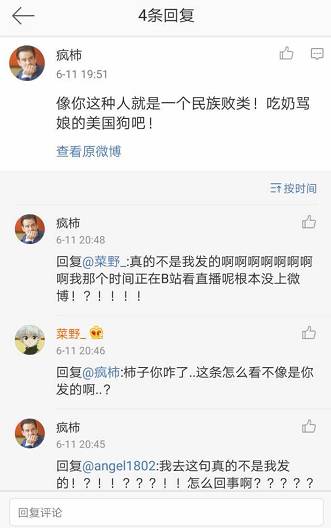 4条回复
疯柿
6-11 19:51
像你这种人就是一个民族败类！吃奶骂
娘的美国狗吧！
查看原微博
按时间
疯柿
6-11 20:48
回复@菜野_:真的不是我发的啊啊啊啊啊啊啊
啊我那个时间正在B站看直播呢根本没上微
博！？！！！！
菜野_
6-11 20:46
回复@疯柿:柿子你咋了..这条怎么看不像是你
发的啊..?
疯柿
6-11 20:45
回复@angel1802:我去这句真的不是我发
的！！？？？！！怎么回事啊？？？？？
回复评论